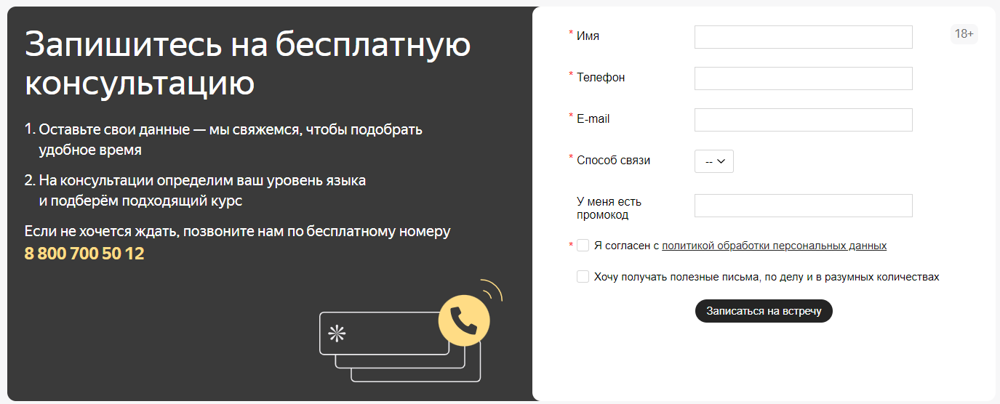 Запишитесь на бесплатную
консультацию
1. Оставьте свои данные — мы свяжемся, чтобы подобрать
удобное время
2. На консультации определим ваш уровень языка
и подберём подходящий курс
Если не хочется ждать, позвоните нам по бесплатному номеру
8 800 700 50 12
* Имя
18+
* Телефон
* E-mail
* Способ связи
--
У меня есть
промокод
* Я согласен с политикой обработки персональных данных
Хочу получать полезные письма, по делу и в разумных количествах
Записаться на встречу